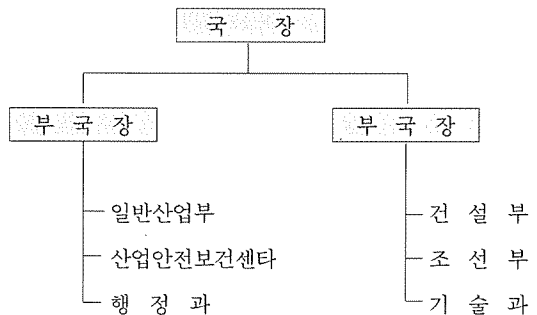 국 장
부 국 장
부 국 장
일반산업부
산업안전보건센타
행 정 과
건 설 부
조 선 부
기 술 과